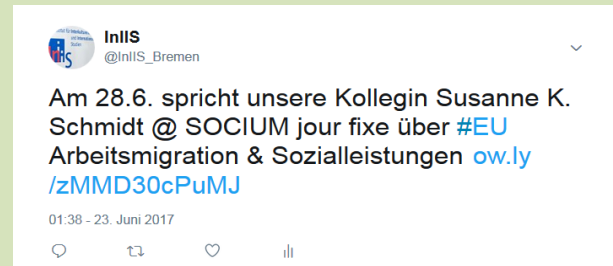 InIIS
@InIIS_Bremen
Am 28.6. spricht unsere Kollegin Susanne K.
Schmidt @ SOCIUM jour fixe über #EU
Arbeitsmigration & Sozialleistungen ow.ly
/zMMD30cPuMJ
01:38 - 23. Juni 2017